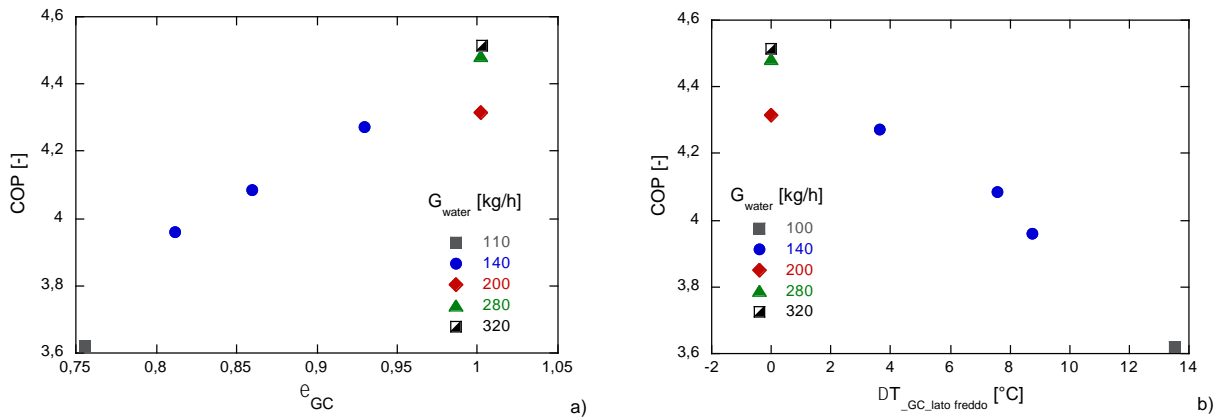 4,6
4,4
4,2
4
3,8
3,6
COP [-]
G_water [kg/h]
110
140
200
280
320
0,75 0,8 0,85 0,9 0,95 1 1,05
e_GC
a)
4,6
4,4
4,2
4
3,8
3,6
COP [-]
G_water [kg/h]
100
140
200
280
320
-2 0 2 4 6 8 10 12 14
DT_GC_lato freddo [°C]
b)